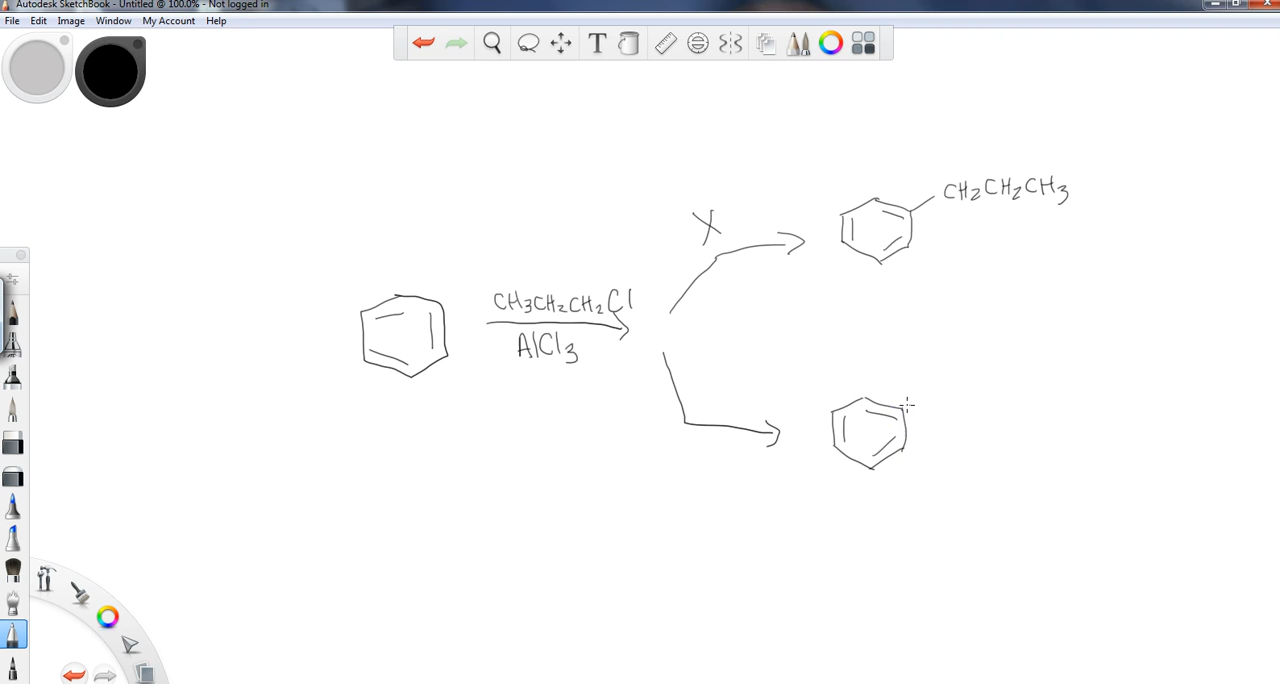 Autodesk SketchBook - Untitled @ 100.0% - Not logged in
File Edit Image Window My Account Help
T
CH2CH2CH3
X
CH3CH2CH2Cl
AlCl3